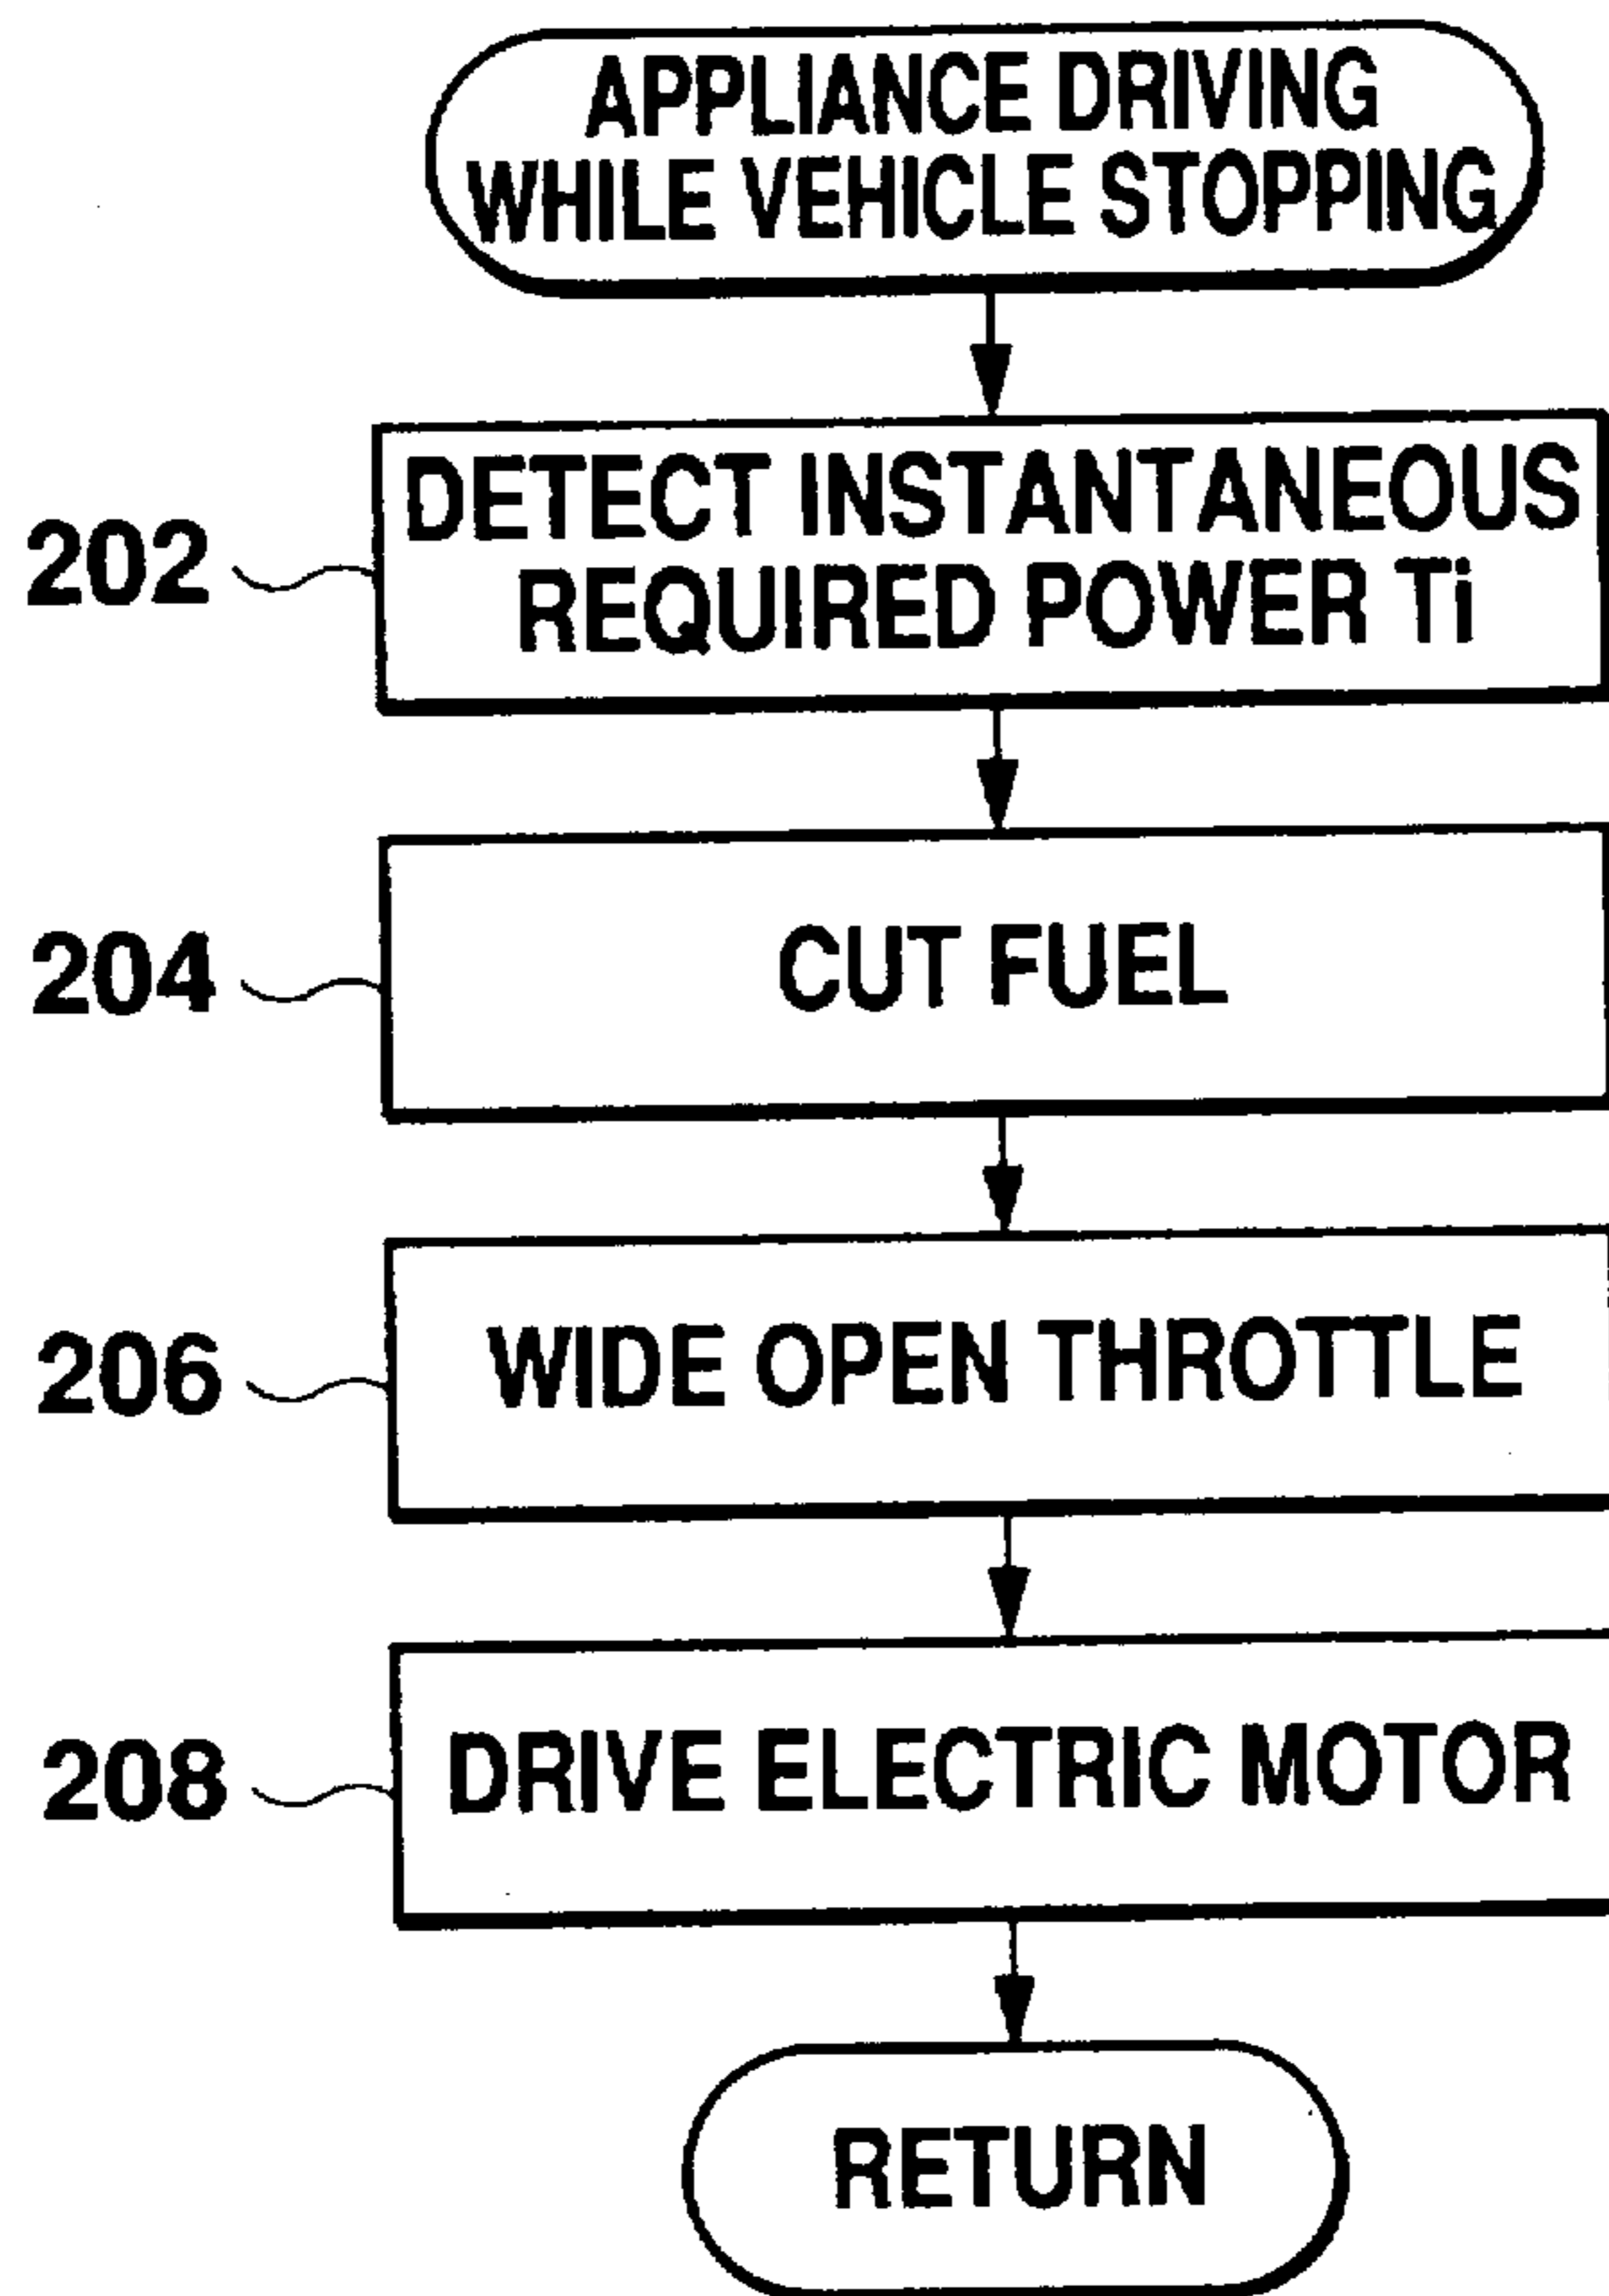 APPLIANCE DRIVING
WHILE VEHICLE STOPPING
DETECT INSTANTANEOUS
REQUIRED POWER Ti
202
CUT FUEL
204
WIDE OPEN THROTTLE
206
DRIVE ELECTRIC MOTOR
208
RETURN